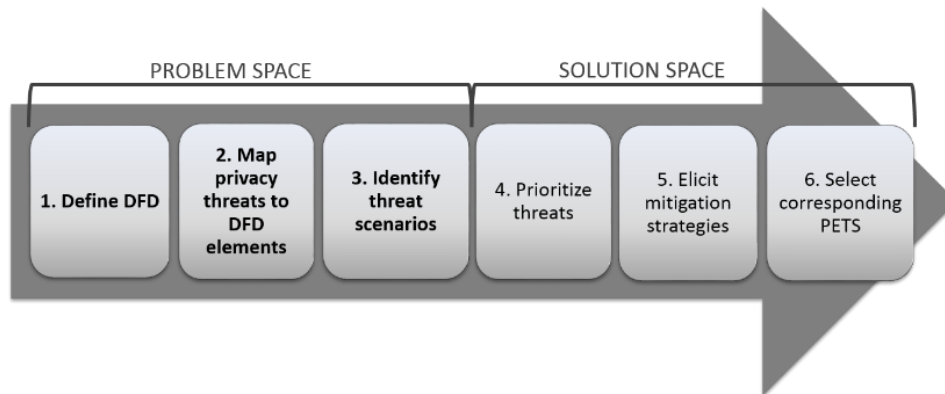 PROBLEM SPACE
SOLUTION SPACE
1. Define DFD
2. Map
privacy
threats to
DFD
elements
3. Identify
threat
scenarios
4. Prioritize
threats
5. Elicit
mitigation
strategies
6. Select
corresponding
PETS